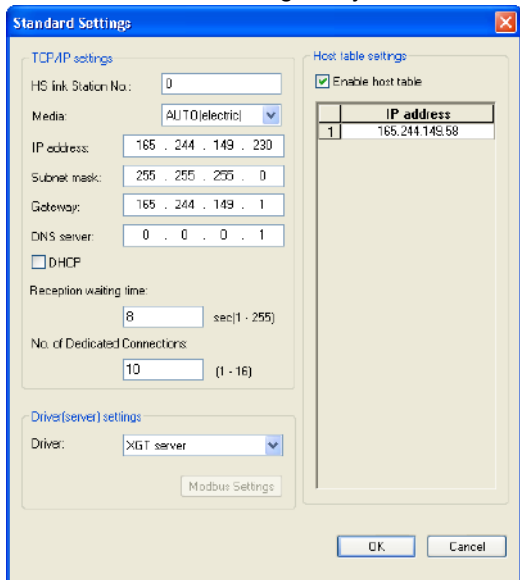 Standard Settings
TCP/IP settings
HS link Station No.: 0
Media: AUTO(electric)
IP address: 165 . 244 . 149 . 230
Subnet mask: 255 . 255 . 255 . 0
Gateway: 165 . 244 . 149 . 1
DNS server: 0 . 0 . 0 . 1
DHCP
Reception waiting time:
8 sec(1 - 255)
No. of Dedicated Connections:
10 (1 - 16)
Driver(server) settings
Driver: XGT server
Modbus Settings
Host table settings
Enable host table
IP address
1 165.244.149.58
OK Cancel